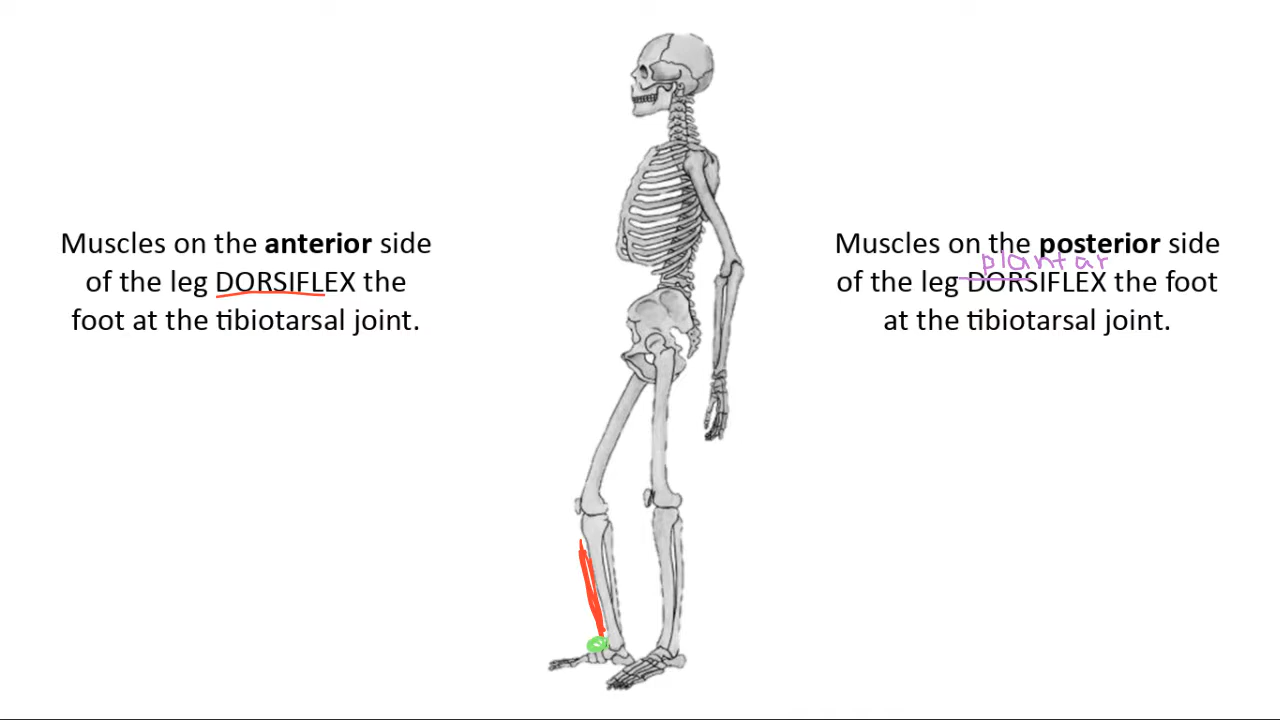 Muscles on the anterior side
of the leg DORSIFLEX the
foot at the tibiotarsal joint.
Muscles on the posterior side
plantar
of the leg DORSIFLEX the foot
at the tibiotarsal joint.